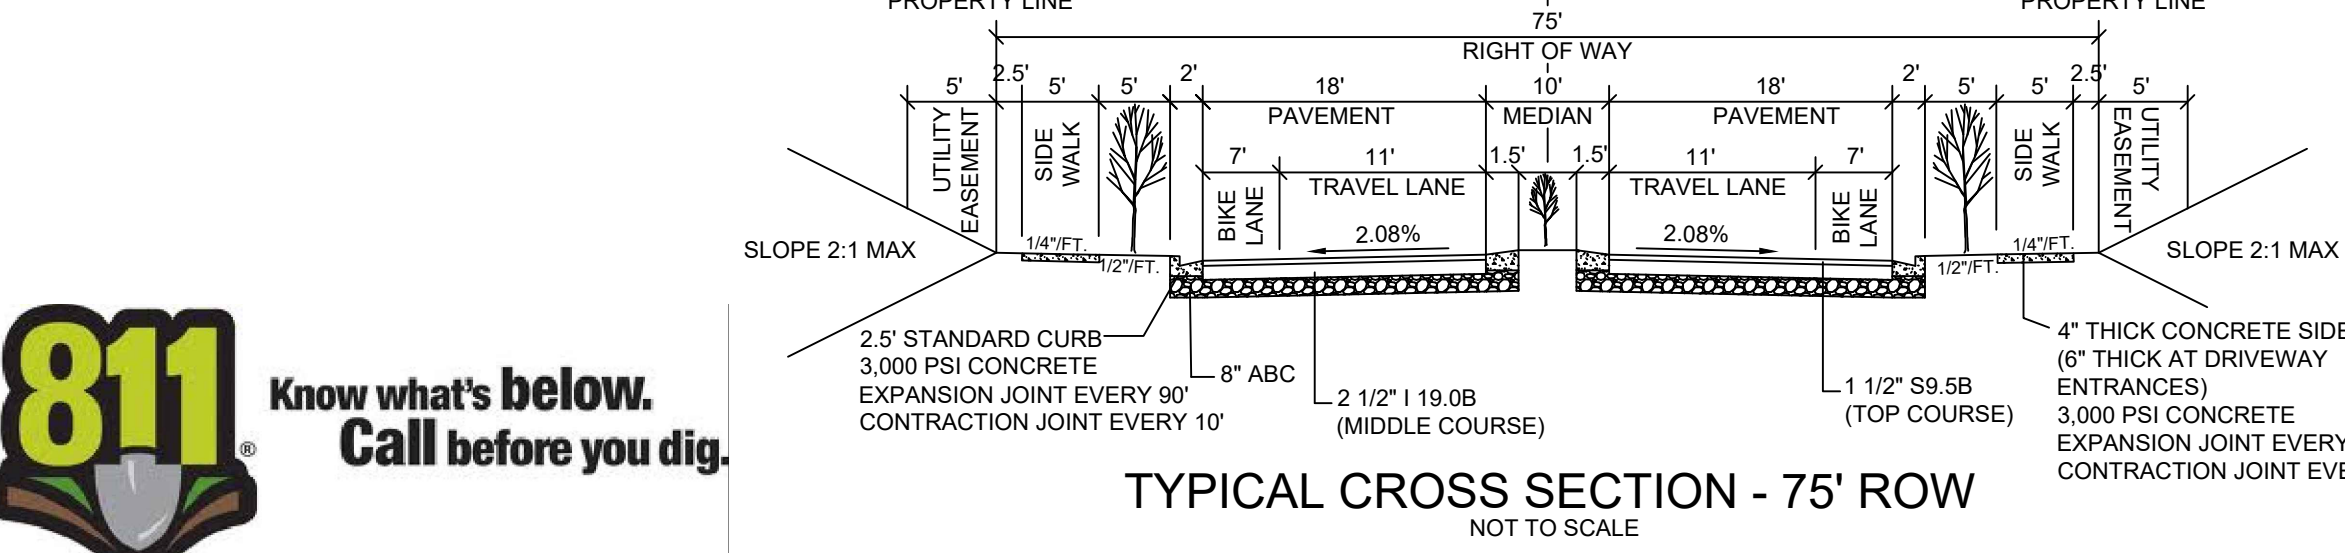 PROPERTY LINE
PROPERTY LINE
75'
RIGHT OF WAY
5'
2.5'
5'
5'
2'
18'
10'
18'
2'
5'
5'
2.5'
5'
PAVEMENT
MEDIAN
PAVEMENT
UTILITY
EASEMENT
SIDE
WALK
SIDE
WALK
UTILITY
EASEMENT
7'
11'
1.5'
1.5'
11'
7'
BIKE
LANE
TRAVEL LANE
TRAVEL LANE
BIKE
LANE
2.08%
2.08%
SLOPE 2:1 MAX
1/4"/FT.
1/2"/FT.
1/2"/FT.
1/4"/FT.
SLOPE 2:1 MAX
2.5' STANDARD CURB
3,000 PSI CONCRETE
EXPANSION JOINT EVERY 90'
CONTRACTION JOINT EVERY 10'
8" ABC
2 1/2" I 19.0B
(MIDDLE COURSE)
1 1/2" S9.5B
(TOP COURSE)
4" THICK CONCRETE SIDE
(6" THICK AT DRIVEWAY
ENTRANCES)
3,000 PSI CONCRETE
EXPANSION JOINT EVERY
CONTRACTION JOINT EVE
TYPICAL CROSS SECTION - 75' ROW
NOT TO SCALE
811®
Know what's below.
Call before you dig.